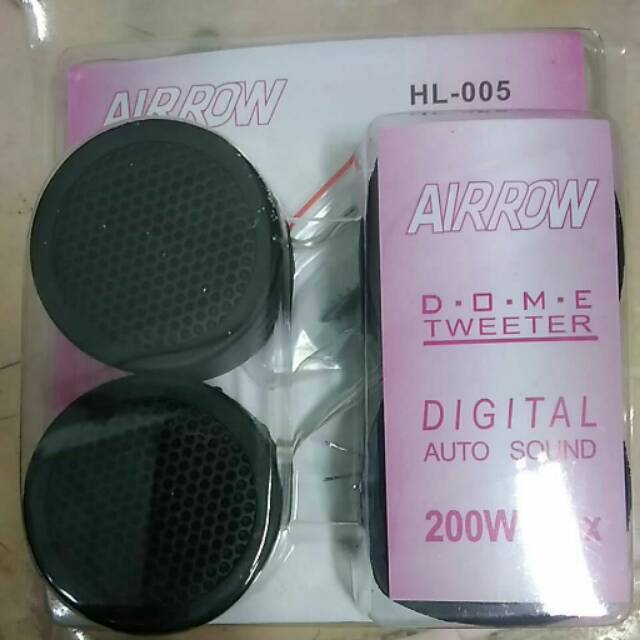 AIRROW
HL-005
AIRROW
D·O·M·E
TWEETER
DIGITAL
AUTO SOUND
200W